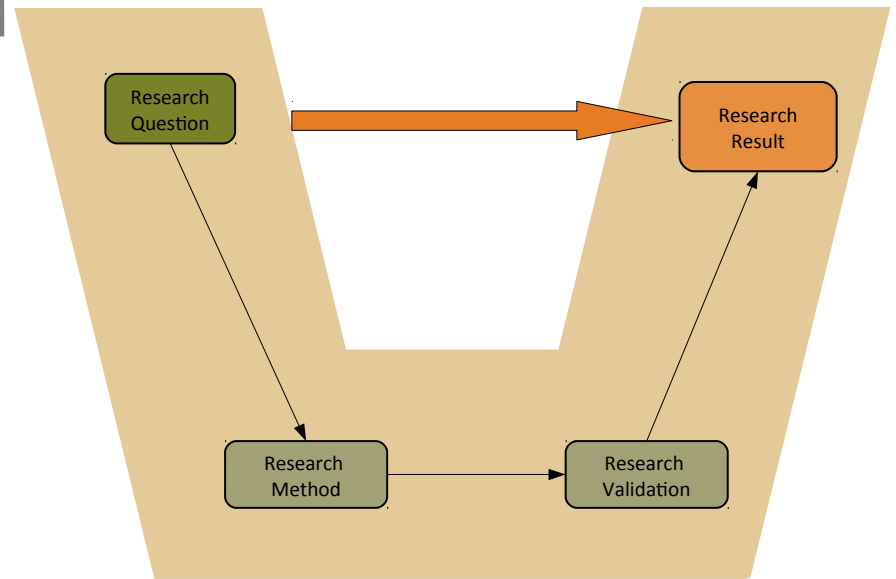 Research
Question
Research
Result
Research
Method
Research
Validation